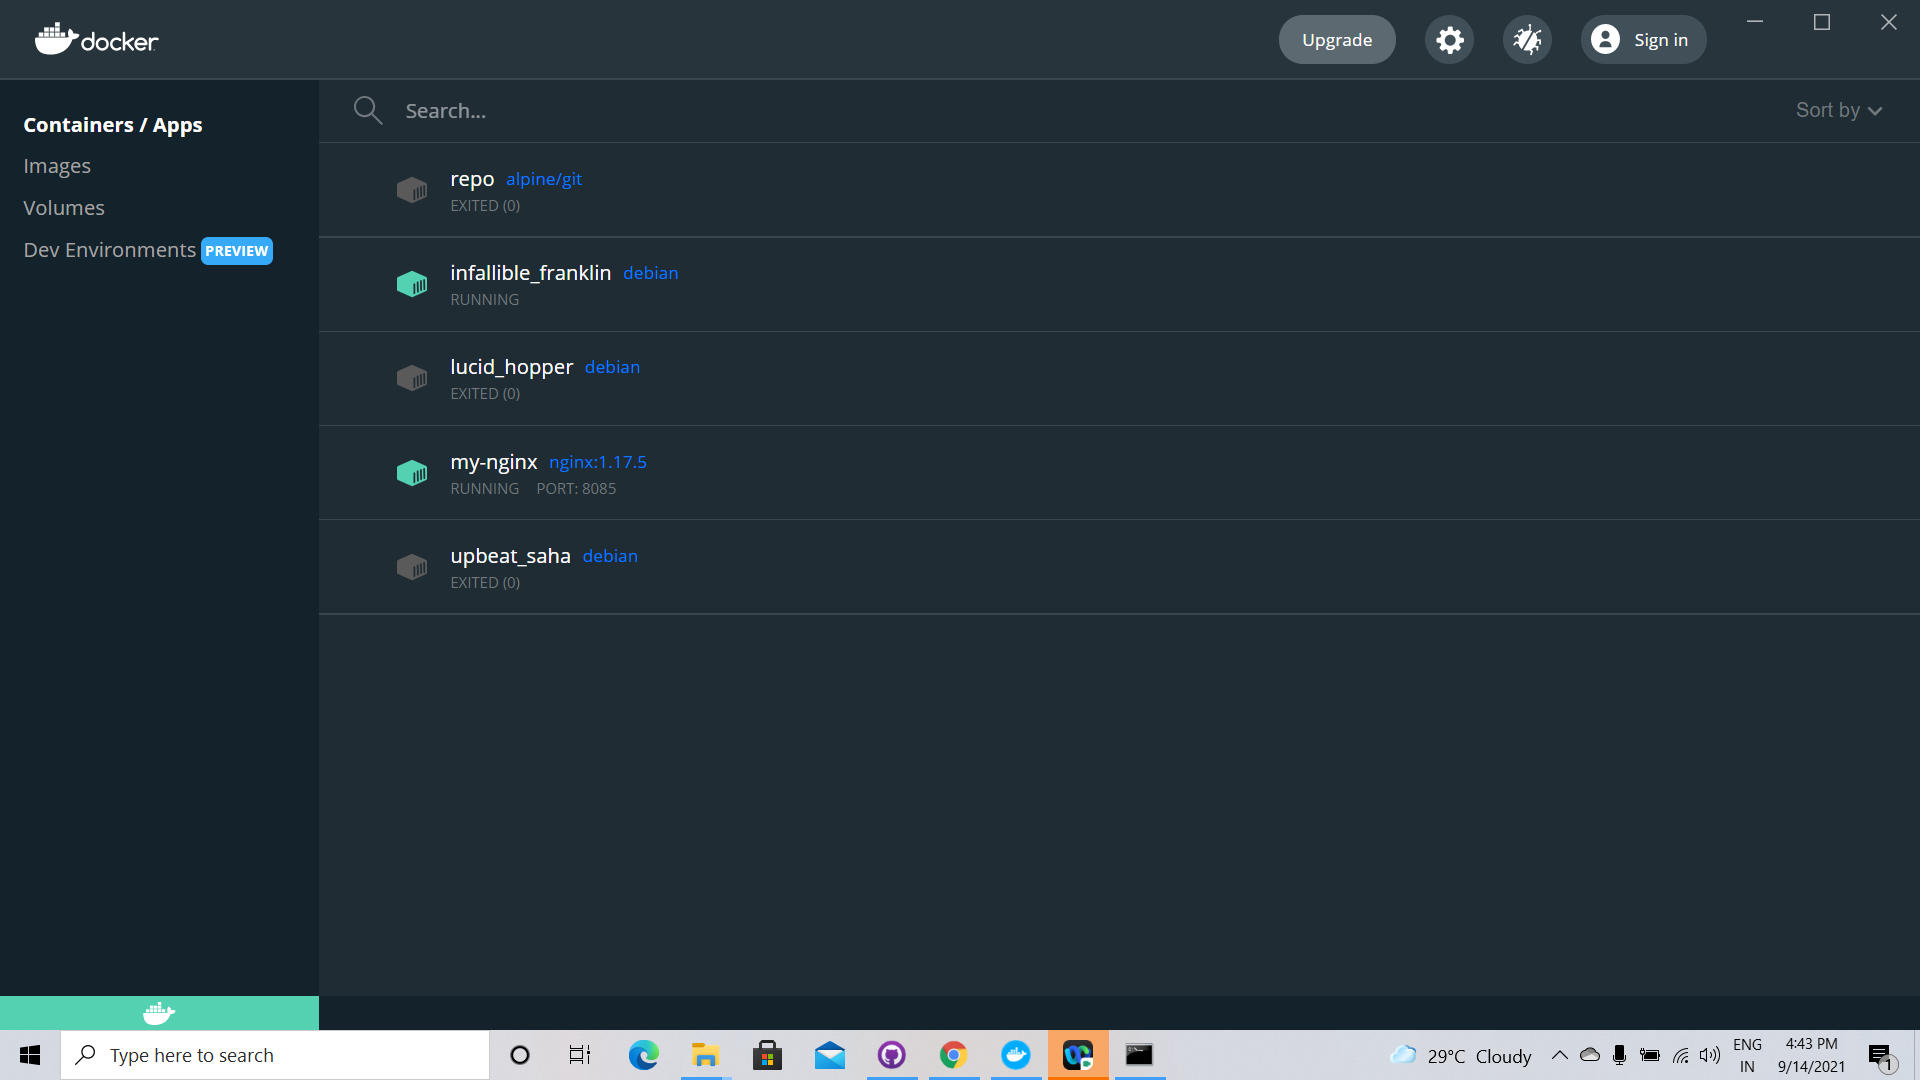 docker
Upgrade
Sign in
Containers / Apps
Images
Volumes
Dev Environments PREVIEW
Search...
Sort by
repo alpine/git
EXITED (0)
infallible_franklin debian
RUNNING
lucid_hopper debian
EXITED (0)
my-nginx nginx:1.17.5
RUNNING PORT: 8085
upbeat_saha debian
EXITED (0)
Type here to search
29°C Cloudy
ENG
IN
4:43 PM
9/14/2021
1